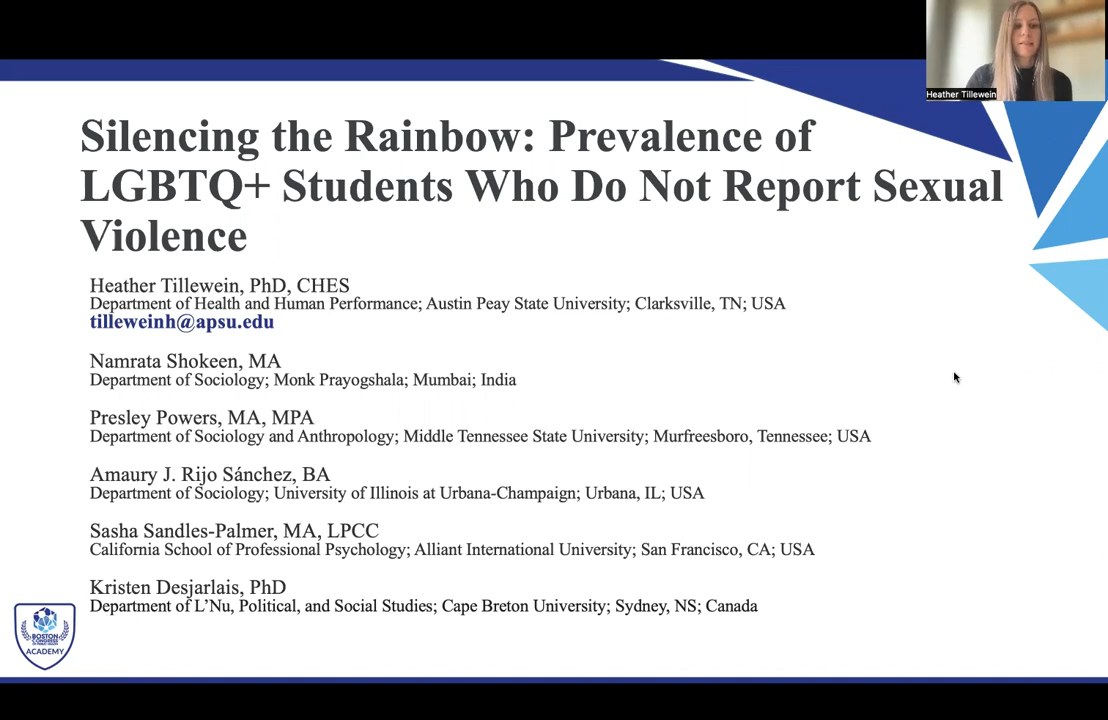 Heather Tillewein
Silencing the Rainbow: Prevalence of
LGBTQ+ Students Who Do Not Report Sexual
Violence
Heather Tillewein, PhD, CHES
Department of Health and Human Performance; Austin Peay State University; Clarksville, TN; USA
tilleweinh@apsu.edu
Namrata Shokeen, MA
Department of Sociology; Monk Prayogshala; Mumbai; India
Presley Powers, MA, MPA
Department of Sociology and Anthropology; Middle Tennessee State University; Murfreesboro, Tennessee; USA
Amaury J. Rijo Sánchez, BA
Department of Sociology; University of Illinois at Urbana-Champaign; Urbana, IL; USA
Sasha Sandles-Palmer, MA, LPCC
California School of Professional Psychology; Alliant International University; San Francisco, CA; USA
Kristen Desjarlais, PhD
Department of L’Nu, Political, and Social Studies; Cape Breton University; Sydney, NS; Canada
BOSTON
CONGRESS
OF PUBLIC HEALTH
ACADEMY